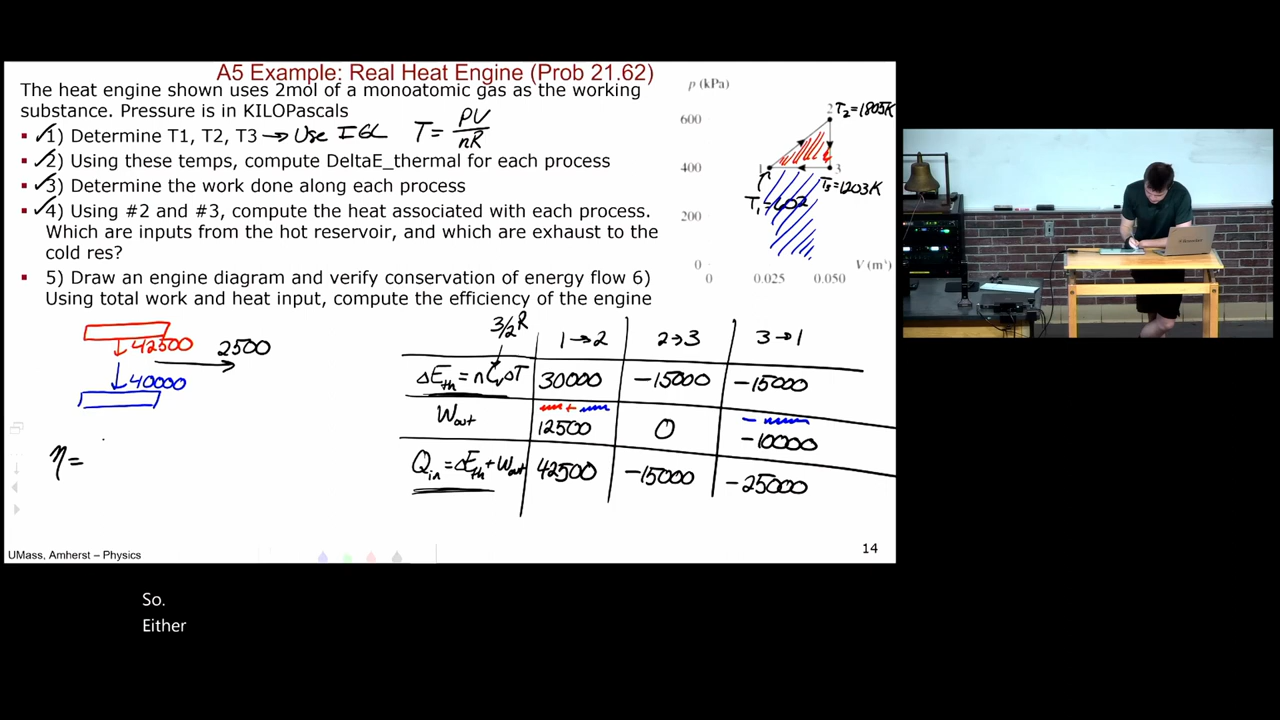 A5 Example: Real Heat Engine (Prob 21.62)
The heat engine shown uses 2mol of a monoatomic gas as the working
substance. Pressure is in KILOPascals
✓1) Determine T1, T2, T3 → Use IGL T = PV/nR
✓2) Using these temps, compute DeltaE_thermal for each process
✓3) Determine the work done along each process
✓4) Using #2 and #3, compute the heat associated with each process.
Which are inputs from the hot reservoir, and which are exhaust to the
cold res?
5) Draw an engine diagram and verify conservation of energy flow 6)
Using total work and heat input, compute the efficiency of the engine
p (kPa)
2 T₂=1805K
600
400 1 3
T₃=1203K
T₁=602
200
0
0 0.025 0.050 V (m³)
42500 2500
40000
η=
3/2 R
1→2 2→3 3→1
ΔEth = nCvΔT 30000 -15000 -15000
Wout + -
12500 0 -10000
Qin = ΔEth + Wout 42500 -15000 -25000
UMass, Amherst – Physics
14
So.
Either